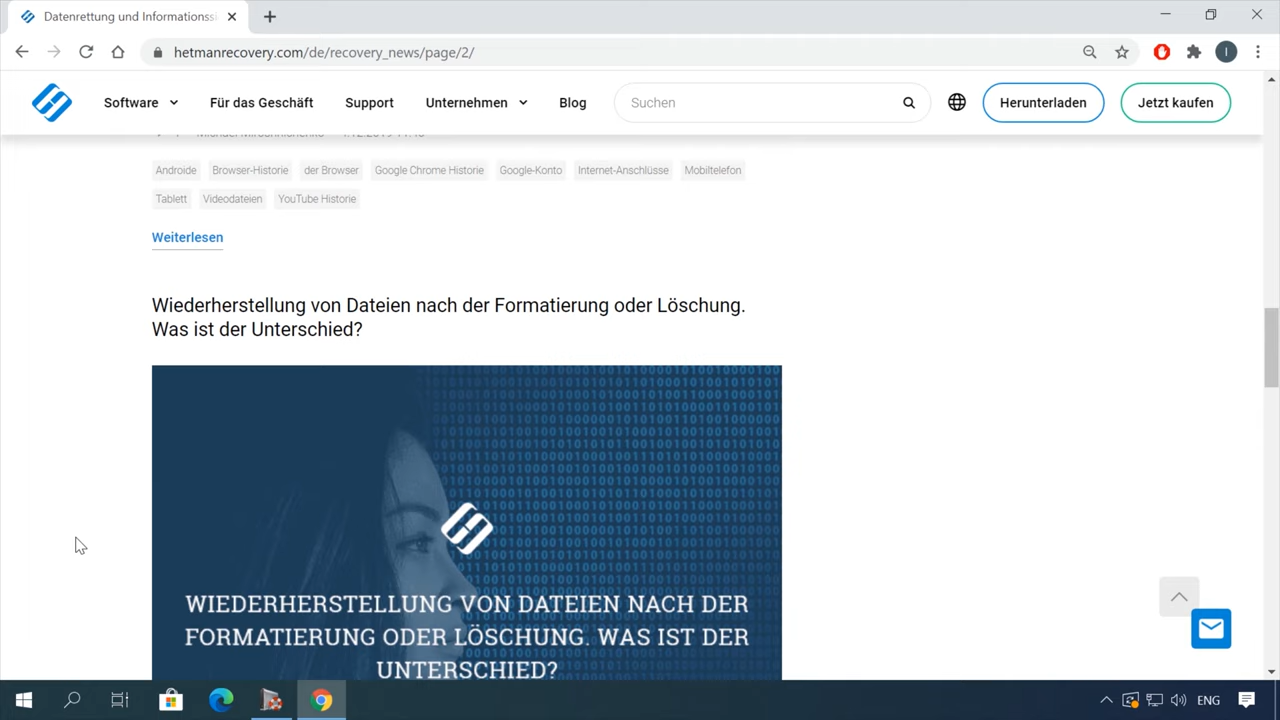 Datenrettung und Informationssi
hetmanrecovery.com/de/recovery_news/page/2/
I
Software
Für das Geschäft
Support
Unternehmen
Blog
Suchen
Herunterladen
Jetzt kaufen
Androide Browser-Historie der Browser Google Chrome Historie Google-Konto Internet-Anschlüsse Mobiltelefon
Tablett Videodateien YouTube Historie
Weiterlesen
Wiederherstellung von Dateien nach der Formatierung oder Löschung.
Was ist der Unterschied?
WIEDERHERSTELLUNG VON DATEIEN NACH DER
FORMATIERUNG ODER LÖSCHUNG. WAS IST DER
UNTERSCHIED?
ENG